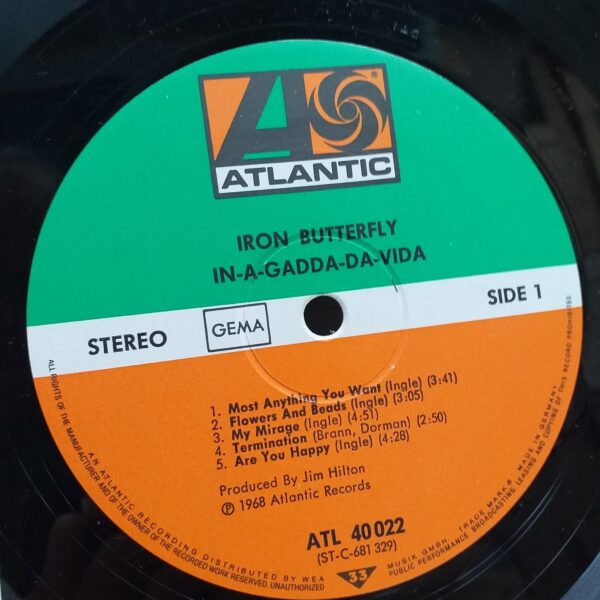 ATLANTIC
IRON BUTTERFLY
IN-A-GADDA-DA-VIDA
STEREO
GEMA
SIDE 1
1. Most Anything You Want (Ingle) (3:41)
2. Flowers And Beads (Ingle) (3:05)
3. My Mirage (Ingle) (4:51)
4. Termination (Brann, Dorman) (2:50)
5. Are You Happy (Ingle) (4:28)
Produced By Jim Hilton
℗ 1968 Atlantic Records
ATL 40 022
(ST-C-681 329)
33
ALL RIGHTS OF THE MANUFACTURER AND OF THE OWNER OF THE RECORDED WORK RESERVED. UNAUTHORIZED PUBLIC PERFORMANCE BROADCASTING, LEASING AND COPYING OF THIS RECORD PROHIBITED
AN ATLANTIC RECORDING DISTRIBUTED BY WEA MUSIK GMBH. TRADE MARK® MADE IN GERMANY